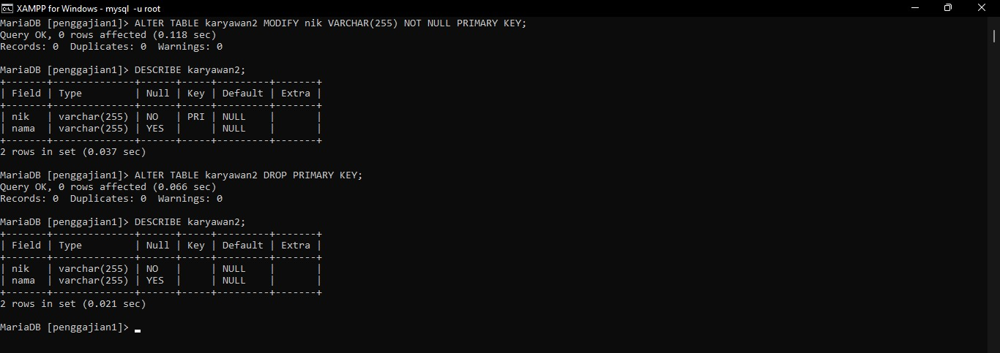 XAMPP for Windows - mysql -u root
MariaDB [penggajian1]> ALTER TABLE karyawan2 MODIFY nik VARCHAR(255) NOT NULL PRIMARY KEY;
Query OK, 0 rows affected (0.118 sec)
Records: 0  Duplicates: 0  Warnings: 0
MariaDB [penggajian1]> DESCRIBE karyawan2;
+-------+--------------+------+-----+---------+-------+
| Field | Type         | Null | Key | Default | Extra |
+-------+--------------+------+-----+---------+-------+
| nik   | varchar(255) | NO   | PRI | NULL    |       |
| nama  | varchar(255) | YES  |     | NULL    |       |
+-------+--------------+------+-----+---------+-------+
2 rows in set (0.037 sec)
MariaDB [penggajian1]> ALTER TABLE karyawan2 DROP PRIMARY KEY;
Query OK, 0 rows affected (0.066 sec)
Records: 0  Duplicates: 0  Warnings: 0
MariaDB [penggajian1]> DESCRIBE karyawan2;
+-------+--------------+------+-----+---------+-------+
| Field | Type         | Null | Key | Default | Extra |
+-------+--------------+------+-----+---------+-------+
| nik   | varchar(255) | NO   |     | NULL    |       |
| nama  | varchar(255) | YES  |     | NULL    |       |
+-------+--------------+------+-----+---------+-------+
2 rows in set (0.021 sec)
MariaDB [penggajian1]> _